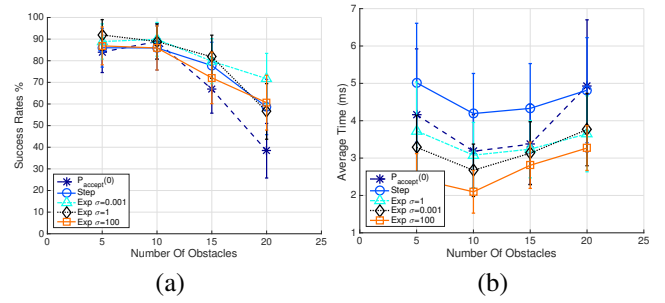 100
90
80
70
60
50
40
30
20
10
0
Success Rates %
P_accept(0)
Step
Exp σ=0.001
Exp σ=1
Exp σ=100
0 5 10 15 20 25
Number Of Obstacles
(a)
7
6
5
4
3
2
1
Average Time (ms)
P_accept(0)
Step
Exp σ=1
Exp σ=0.001
Exp σ=100
0 5 10 15 20 25
Number Of Obstacles
(b)